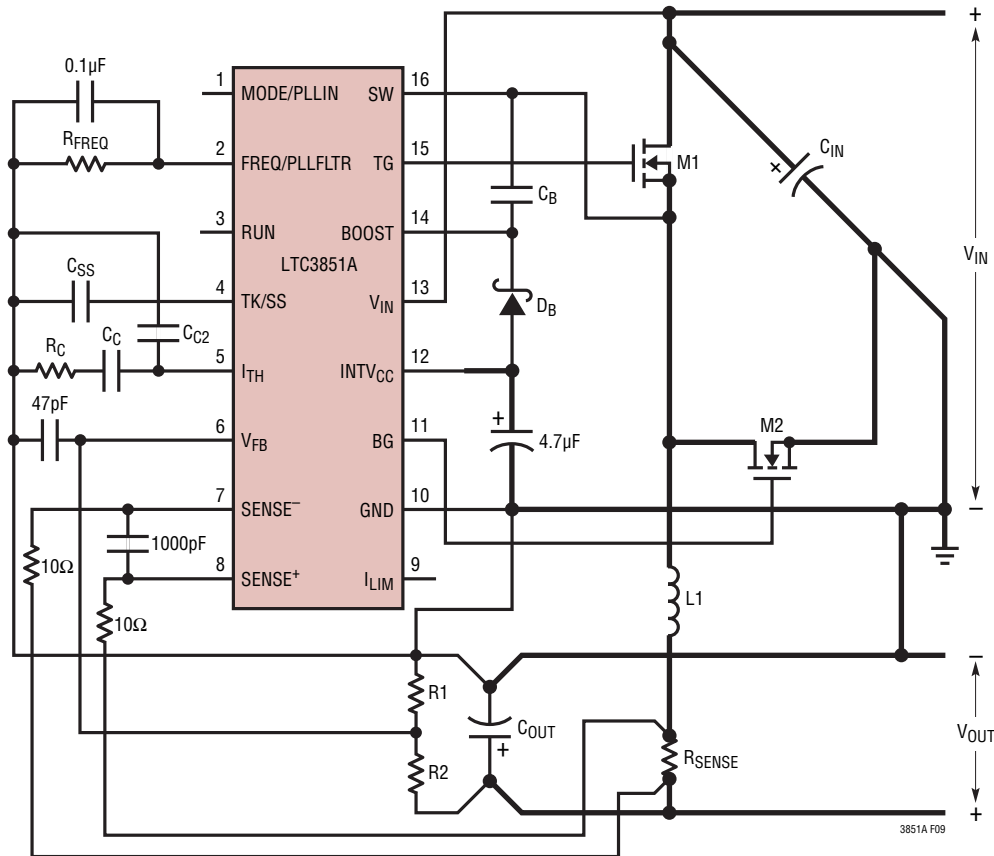 0.1µF
R_FREQ
C_SS
R_C
C_C
C_C2
47pF
10Ω
1000pF
10Ω
1
2
3
4
5
6
7
8
MODE/PLLIN
FREQ/PLLFLTR
RUN
TK/SS
I_TH
V_FB
SENSE⁻
SENSE⁺
LTC3851A
SW
TG
BOOST
V_IN
INTV_CC
BG
GND
I_LIM
16
15
14
13
12
11
10
9
C_B
D_B
+
4.7µF
M1
+
C_IN
M2
L1
+
V_IN
–
R1
R2
C_OUT
+
R_SENSE
–
V_OUT
+
3851A F09